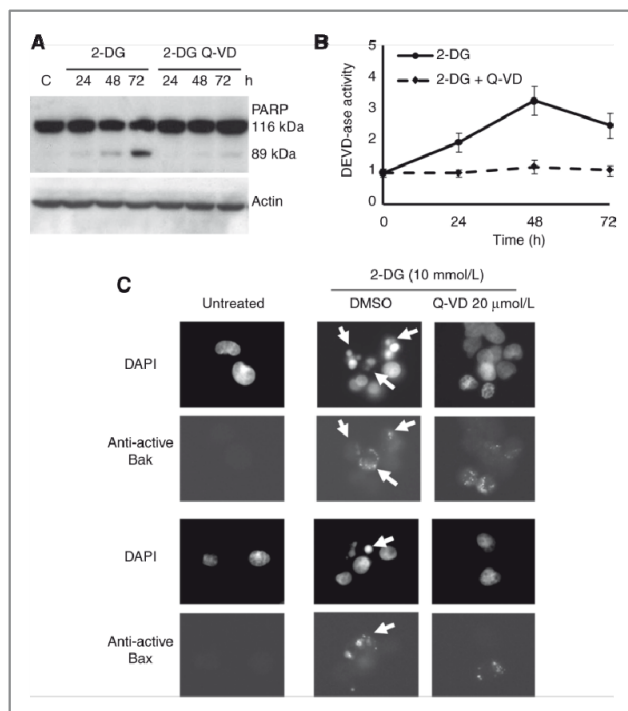 A
2-DG 2-DG Q-VD
C 24 48 72 24 48 72 h
PARP
116 kDa
89 kDa
Actin
B
5
4
3
2
1
0
DEVD-ase activity
2-DG
2-DG + Q-VD
0 24 48 72
Time (h)
C
2-DG (10 mmol/L)
Untreated DMSO Q-VD 20 μmol/L
DAPI
Anti-active
Bak
DAPI
Anti-active
Bax